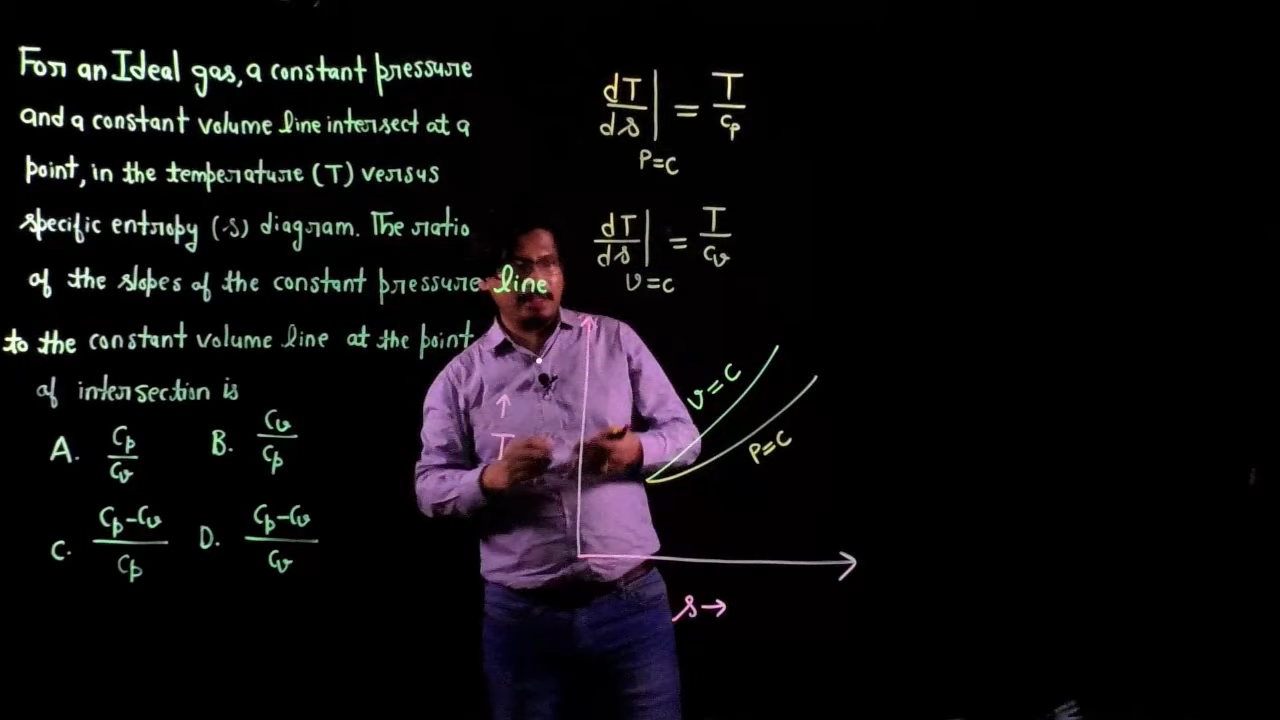 For an Ideal gas, a constant pressure
and a constant volume line intersect at a
point, in the temperature (T) versus
specific entropy (s) diagram. The ratio
of the slopes of the constant pressure line
to the constant volume line at the point
of intersection is
A. Cp/Cv B. Cv/Cp
C. Cp-Cv/Cp D. Cp-Cv/Cv
dT/ds| P=C = T/Cp
dT/ds| v=C = T/Cv
v=C
P=C
T
s→